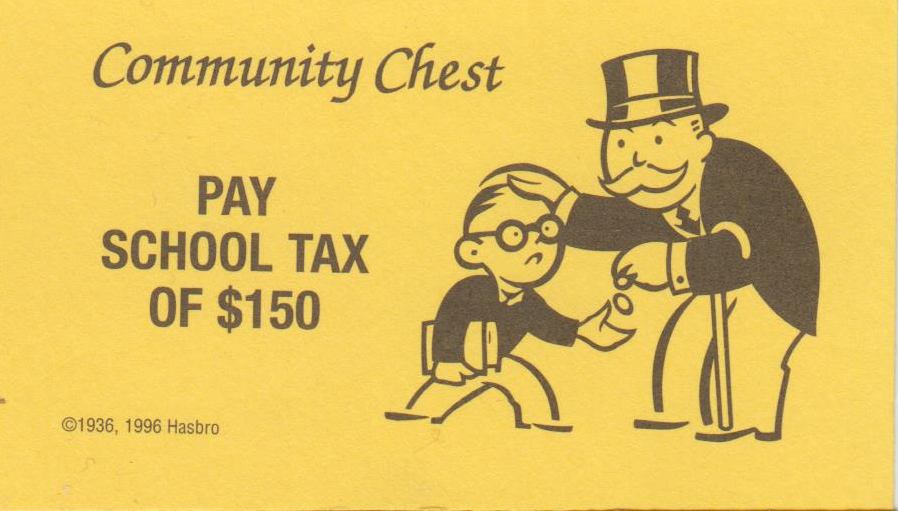 Community Chest
PAY
SCHOOL TAX
OF $150
©1936, 1996 Hasbro